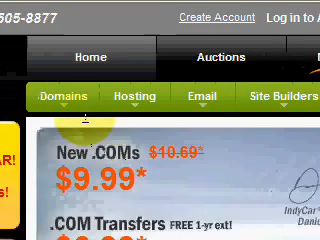 505-8877
Create Account
Log in to
Home
Auctions
Domains
Hosting
Email
Site Builders
AR!
s!
New .COMs $10.69*
$9.99*
.COM Transfers FREE 1-yr ext!
IndyCar
Danic